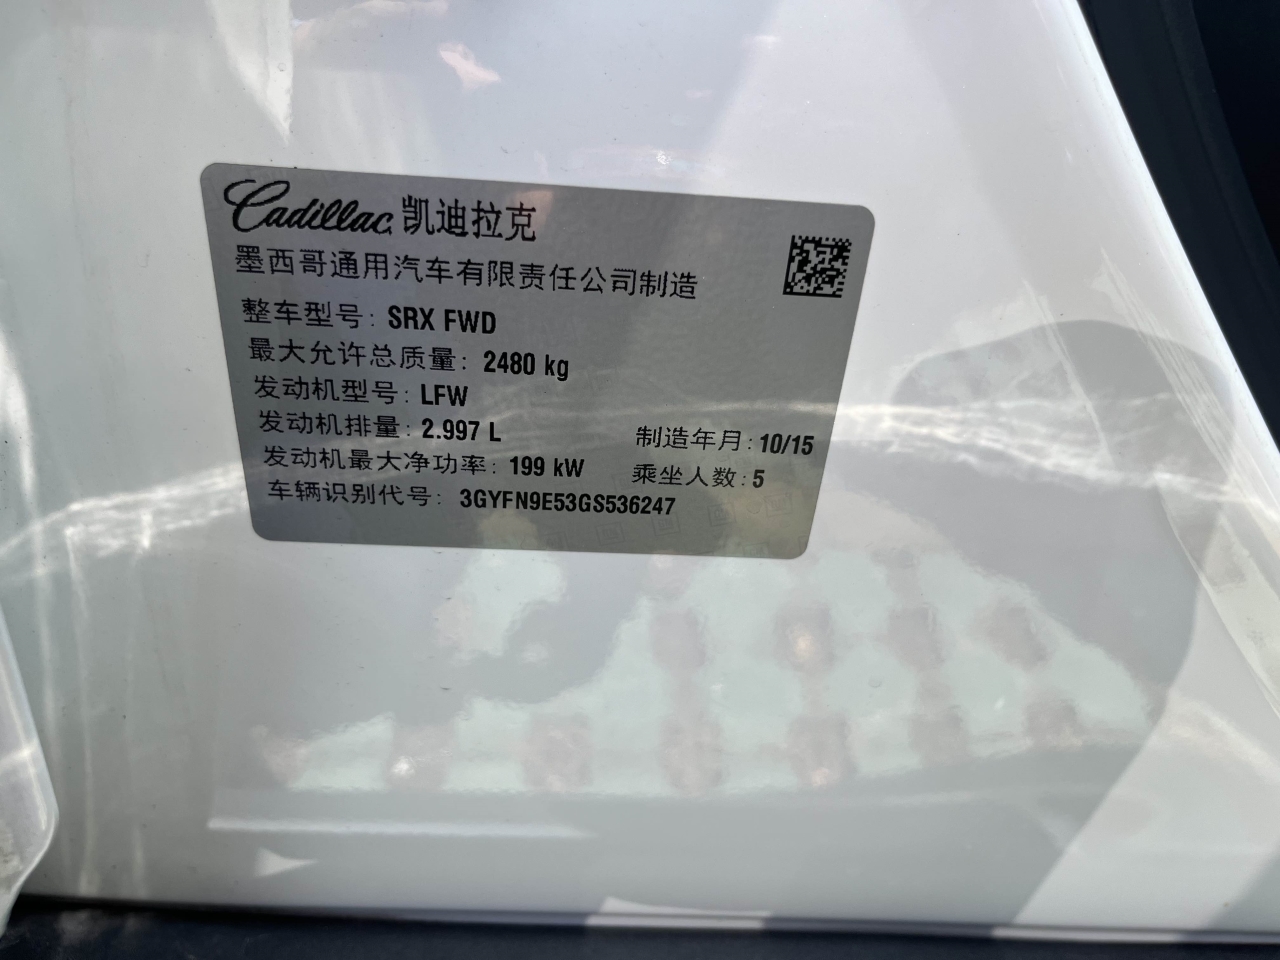 Cadillac 凯迪拉克
墨西哥通用汽车有限责任公司制造
整车型号: SRX FWD
最大允许总质量: 2480 kg
发动机型号: LFW
发动机排量: 2.997 L 制造年月: 10/15
发动机最大净功率: 199 kW 乘坐人数: 5
车辆识别代号: 3GYFN9E53GS536247